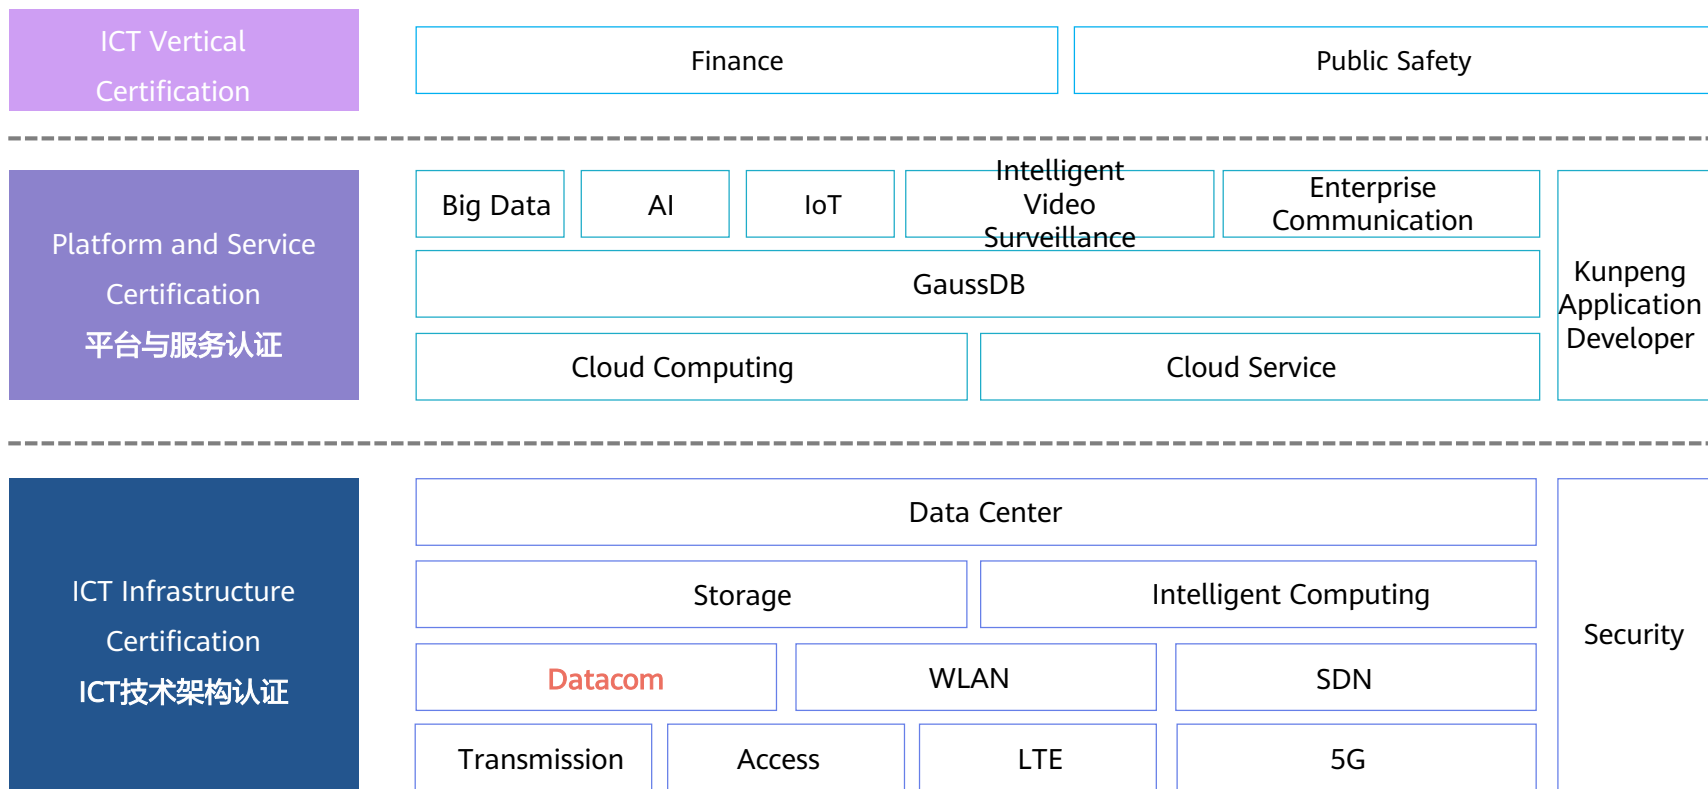 ICT Vertical
Certification
Finance
Public Safety
Platform and Service
Certification
平台与服务认证
Big Data
AI
IoT
Intelligent
Video
Surveillance
Enterprise
Communication
GaussDB
Cloud Computing
Cloud Service
Kunpeng
Application
Developer
ICT Infrastructure
Certification
ICT技术架构认证
Data Center
Storage
Intelligent Computing
Datacom
WLAN
SDN
Transmission
Access
LTE
5G
Security